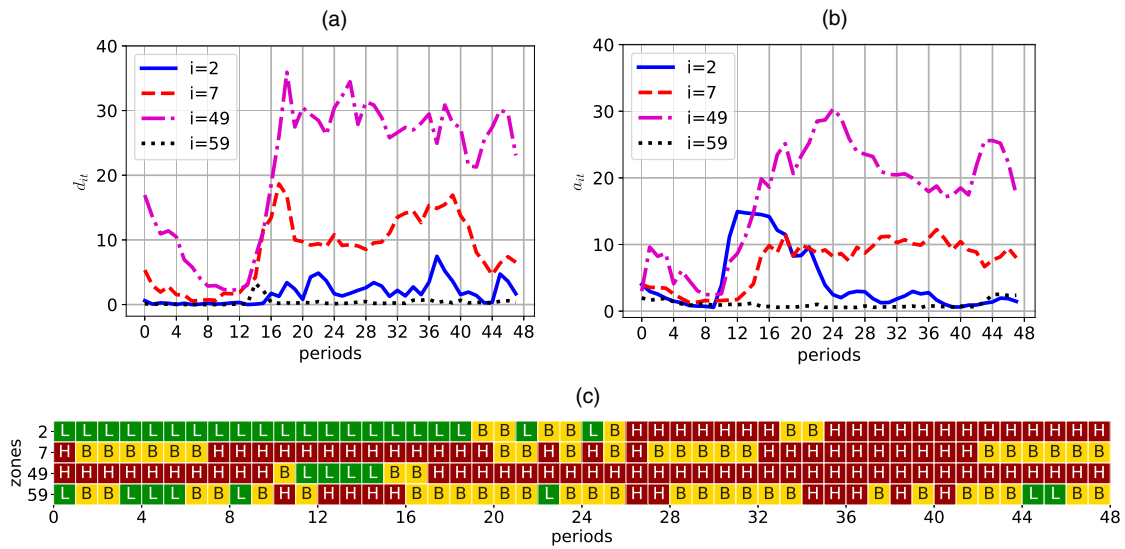 (a)
40
30
20
10
0
d_it
i=2
i=7
i=49
i=59
0 4 8 12 16 20 24 28 32 36 40 44 48
periods
(b)
40
30
20
10
0
a_it
i=2
i=7
i=49
i=59
0 4 8 12 16 20 24 28 32 36 40 44 48
periods
(c)
zones
2 L L L L L L L L L L L L L L L L L L L B B L B B L B H H H H H H H B B H H H H H H H H H H H H H
7 H B B B B B B H H H H H H H H H H H H H B B H B H B H B B B B B H H H H H H H H H H B B B B B B
49 H H H H H H H H H H B L L L L B B H H H H H H H H H H H H H H H H H H H H H H H H H H H H H H H
59 L B B L L L B B L B H B H H H H B B B B B B L B B B H H B B B B B B H H H B H B H B B B L L B B
0 4 8 12 16 20 24 28 32 36 40 44 48
periods